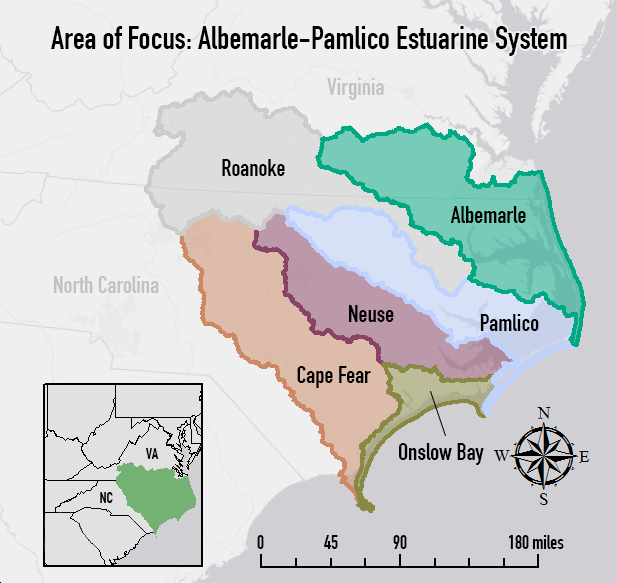 Area of Focus: Albemarle-Pamlico Estuarine System
Virginia
Roanoke
Albemarle
North Carolina
Neuse
Pamlico
Cape Fear
Onslow Bay
N
W
E
S
VA
NC
0 45 90 180 miles